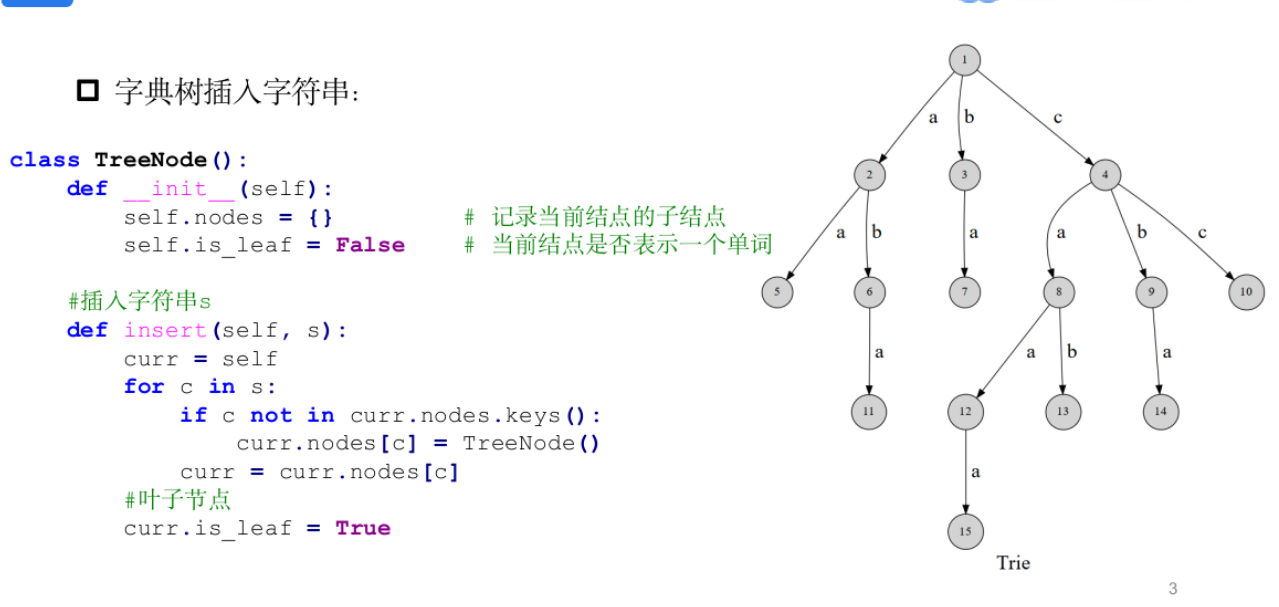 字典树插入字符串：
class TreeNode():
    def __init__(self):
        self.nodes = {}          # 记录当前结点的子结点
        self.is_leaf = False    # 当前结点是否表示一个单词
    #插入字符串s
    def insert(self, s):
        curr = self
        for c in s:
            if c not in curr.nodes.keys():
                curr.nodes[c] = TreeNode()
            curr = curr.nodes[c]
        #叶子节点
        curr.is_leaf = True
1
a b c
2 3 4
a b a a b c
5 6 7 8 9 10
a a b a
11 12 13 14
a
15
Trie
3